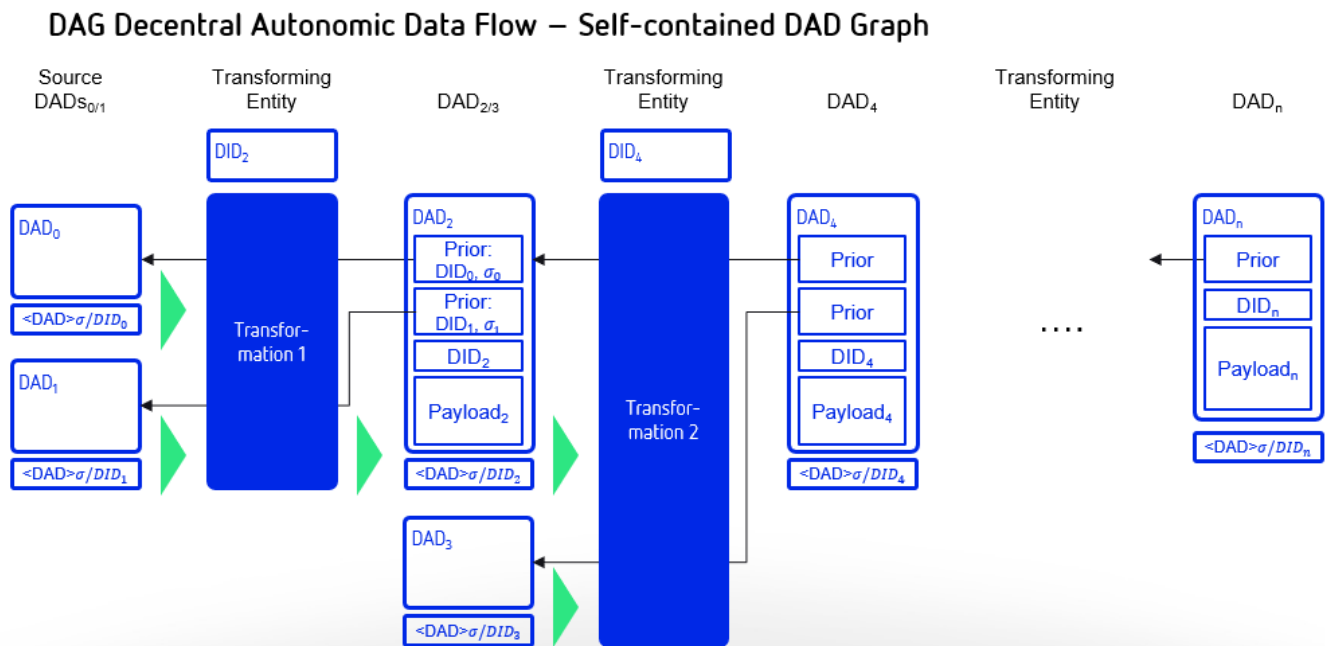 DAG Decentral Autonomic Data Flow – Self-contained DAD Graph
Source
DADs₀/₁
Transforming
Entity
DAD₂/₃
Transforming
Entity
DAD₄
Transforming
Entity
DADₙ
DID₂
DID₄
DAD₀
<DAD>σ/DID₀
DAD₁
<DAD>σ/DID₁
Transfor-
mation 1
DAD₂
Prior:
DID₀, σ₀
Prior:
DID₁, σ₁
DID₂
Payload₂
<DAD>σ/DID₂
DAD₃
<DAD>σ/DID₃
Transfor-
mation 2
DAD₄
Prior
Prior
DID₄
Payload₄
<DAD>σ/DID₄
....
DADₙ
Prior
DIDₙ
Payloadₙ
<DAD>σ/DIDₙ